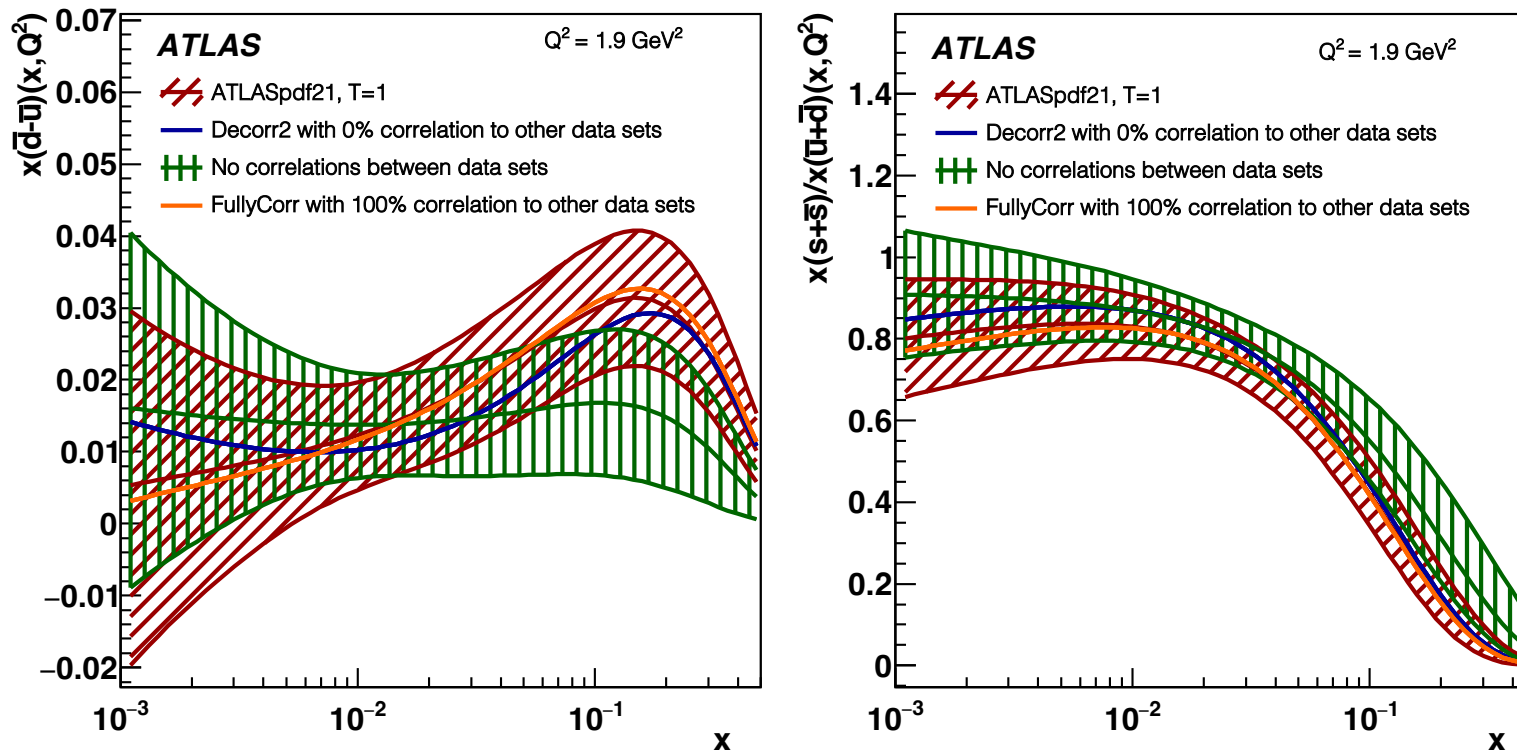 ATLAS
Q² = 1.9 GeV²
ATLASpdf21, T=1
Decorr2 with 0% correlation to other data sets
No correlations between data sets
FullyCorr with 100% correlation to other data sets
x(d̅-u̅)(x,Q²)
0.07
0.06
0.05
0.04
0.03
0.02
0.01
0
−0.01
−0.02
10⁻³ 10⁻² 10⁻¹
x
ATLAS
Q² = 1.9 GeV²
ATLASpdf21, T=1
Decorr2 with 0% correlation to other data sets
No correlations between data sets
FullyCorr with 100% correlation to other data sets
x(s+s̅)/x(u̅+d̅)(x,Q²)
1.4
1.2
1
0.8
0.6
0.4
0.2
0
10⁻³ 10⁻² 10⁻¹
x